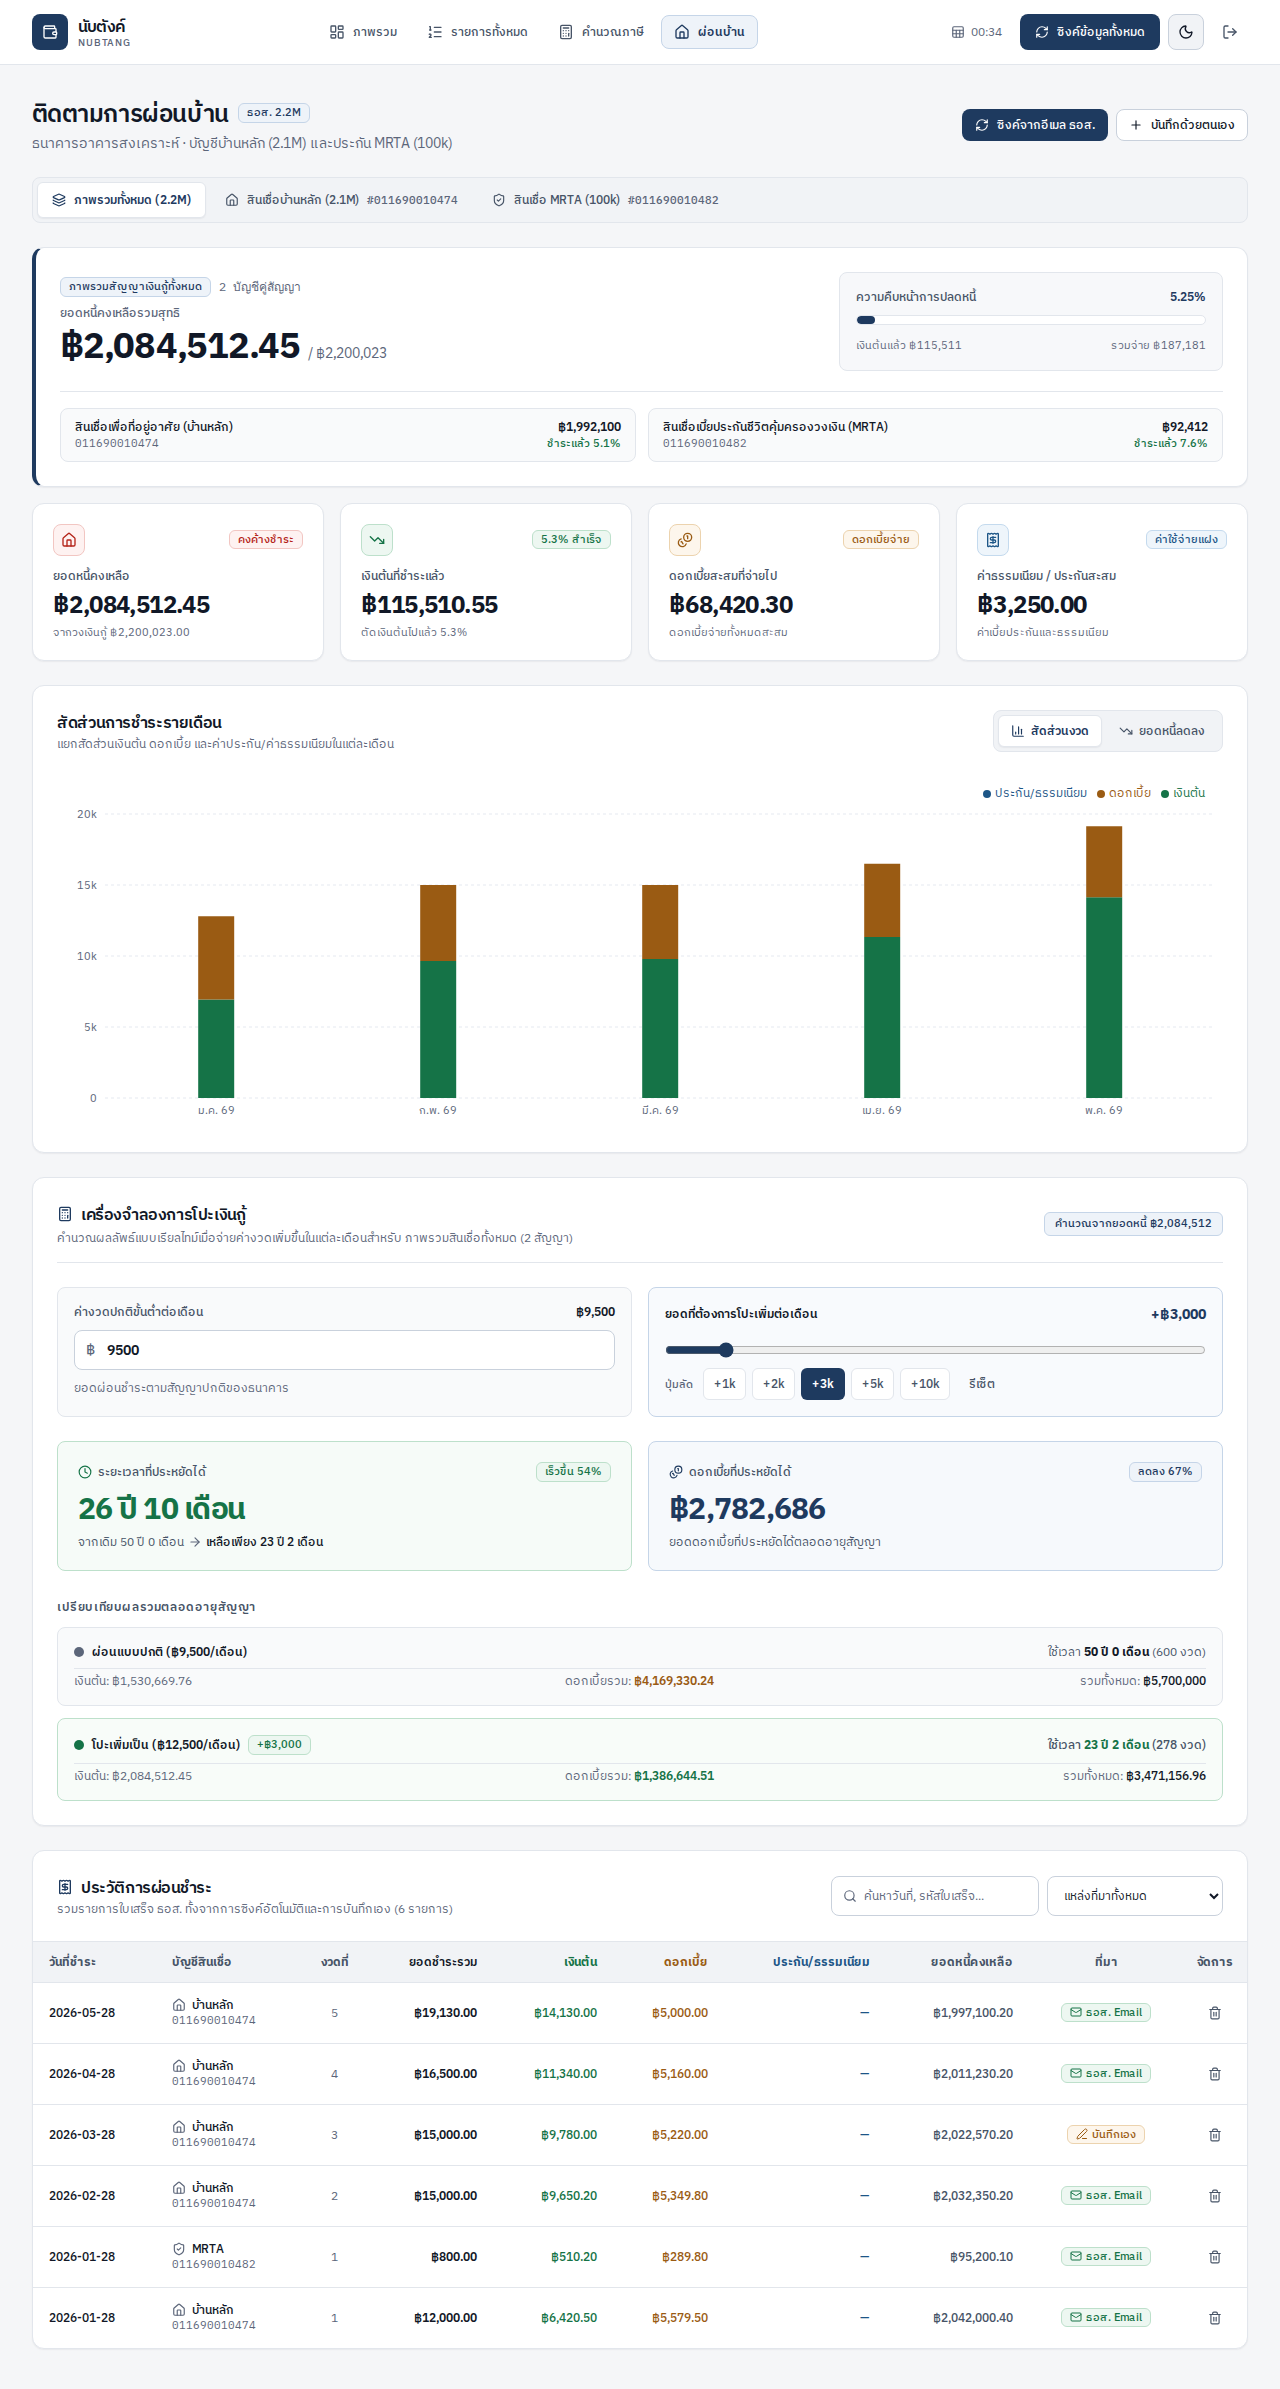 นับตังค์
NUBTANG
ภาพรวม
รายการทั้งหมด
คำนวณภาษี
ผ่อนบ้าน
00:34
ซิงค์ข้อมูลทั้งหมด
ติดตามการผ่อนบ้าน ธอส. 2.2M
ธนาคารอาคารสงเคราะห์ · บัญชีบ้านหลัก (2.1M) และประกัน MRTA (100k)
ซิงค์จากอีเมล ธอส.
บันทึกด้วยตนเอง
ภาพรวมทั้งหมด (2.2M)
สินเชื่อบ้านหลัก (2.1M) #011690010474
สินเชื่อ MRTA (100k) #011690010482
ภาพรวมสัญญาเงินกู้ทั้งหมด 2 บัญชีคู่สัญญา
ยอดหนี้คงเหลือรวมสุทธิ
฿2,084,512.45 / ฿2,200,023
ความคืบหน้าการปลดหนี้ 5.25%
เงินต้นแล้ว ฿115,511 รวมจ่าย ฿187,181
สินเชื่อเพื่อที่อยู่อาศัย (บ้านหลัก) ฿1,992,100
011690010474 ชำระแล้ว 5.1%
สินเชื่อเบี้ยประกันชีวิตคุ้มครองวงเงิน (MRTA) ฿92,412
011690010482 ชำระแล้ว 7.6%
คงค้างชำระ
ยอดหนี้คงเหลือ
฿2,084,512.45
จากวงเงินกู้ ฿2,200,023.00
5.3% สำเร็จ
เงินต้นที่ชำระแล้ว
฿115,510.55
ตัดเงินต้นไปแล้ว 5.3%
ดอกเบี้ยจ่าย
ดอกเบี้ยสะสมที่จ่ายไป
฿68,420.30
ดอกเบี้ยจ่ายทั้งหมดสะสม
ค่าใช้จ่ายแฝง
ค่าธรรมเนียม / ประกันสะสม
฿3,250.00
ค่าเบี้ยประกันและธรรมเนียม
สัดส่วนการชำระรายเดือน
แยกสัดส่วนเงินต้น ดอกเบี้ย และค่าประกัน/ค่าธรรมเนียมในแต่ละเดือน
สัดส่วนงวด
ยอดหนี้ลดลง
ประกัน/ธรรมเนียม ดอกเบี้ย เงินต้น
20k
15k
10k
5k
0
ม.ค. 69 ก.พ. 69 มี.ค. 69 เม.ย. 69 พ.ค. 69
เครื่องจำลองการโปะเงินกู้
คำนวณผลลัพธ์แบบเรียลไทม์เมื่อจ่ายค่างวดเพิ่มขึ้นในแต่ละเดือนสำหรับ ภาพรวมสินเชื่อทั้งหมด (2 สัญญา)
คำนวณจากยอดหนี้ ฿2,084,512
ค่างวดปกติขั้นต่ำต่อเดือน ฿9,500
฿ 9500
ยอดผ่อนชำระตามสัญญาปกติของธนาคาร
ยอดที่ต้องการโปะเพิ่มต่อเดือน +฿3,000
ปุ่มลัด +1k +2k +3k +5k +10k รีเซ็ต
ระยะเวลาที่ประหยัดได้ เร็วขึ้น 54%
26 ปี 10 เดือน
จากเดิม 50 ปี 0 เดือน → เหลือเพียง 23 ปี 2 เดือน
ดอกเบี้ยที่ประหยัดได้ ลดลง 67%
฿2,782,686
ยอดดอกเบี้ยที่ประหยัดได้ตลอดอายุสัญญา
เปรียบเทียบผลรวมตลอดอายุสัญญา
ผ่อนแบบปกติ (฿9,500/เดือน) ใช้เวลา 50 ปี 0 เดือน (600 งวด)
เงินต้น: ฿1,530,669.76 ดอกเบี้ยรวม: ฿4,169,330.24 รวมทั้งหมด: ฿5,700,000
โปะเพิ่มเป็น (฿12,500/เดือน) +฿3,000 ใช้เวลา 23 ปี 2 เดือน (278 งวด)
เงินต้น: ฿2,084,512.45 ดอกเบี้ยรวม: ฿1,386,644.51 รวมทั้งหมด: ฿3,471,156.96
ประวัติการผ่อนชำระ
รวมรายการใบเสร็จ ธอส. ทั้งจากการซิงค์อัตโนมัติและการบันทึกเอง (6 รายการ)
ค้นหาวันที่, รหัสใบเสร็จ...
แหล่งที่มาทั้งหมด
วันที่ชำระ บัญชีสินเชื่อ งวดที่ ยอดชำระรวม เงินต้น ดอกเบี้ย ประกัน/ธรรมเนียม ยอดหนี้คงเหลือ ที่มา จัดการ
2026-05-28 บ้านหลัก 5 ฿19,130.00 ฿14,130.00 ฿5,000.00 — ฿1,997,100.20 ธอส. Email
011690010474
2026-04-28 บ้านหลัก 4 ฿16,500.00 ฿11,340.00 ฿5,160.00 — ฿2,011,230.20 ธอส. Email
011690010474
2026-03-28 บ้านหลัก 3 ฿15,000.00 ฿9,780.00 ฿5,220.00 — ฿2,022,570.20 บันทึกเอง
011690010474
2026-02-28 บ้านหลัก 2 ฿15,000.00 ฿9,650.20 ฿5,349.80 — ฿2,032,350.20 ธอส. Email
011690010474
2026-01-28 MRTA 1 ฿800.00 ฿510.20 ฿289.80 — ฿95,200.10 ธอส. Email
011690010482
2026-01-28 บ้านหลัก 1 ฿12,000.00 ฿6,420.50 ฿5,579.50 — ฿2,042,000.40 ธอส. Email
011690010474